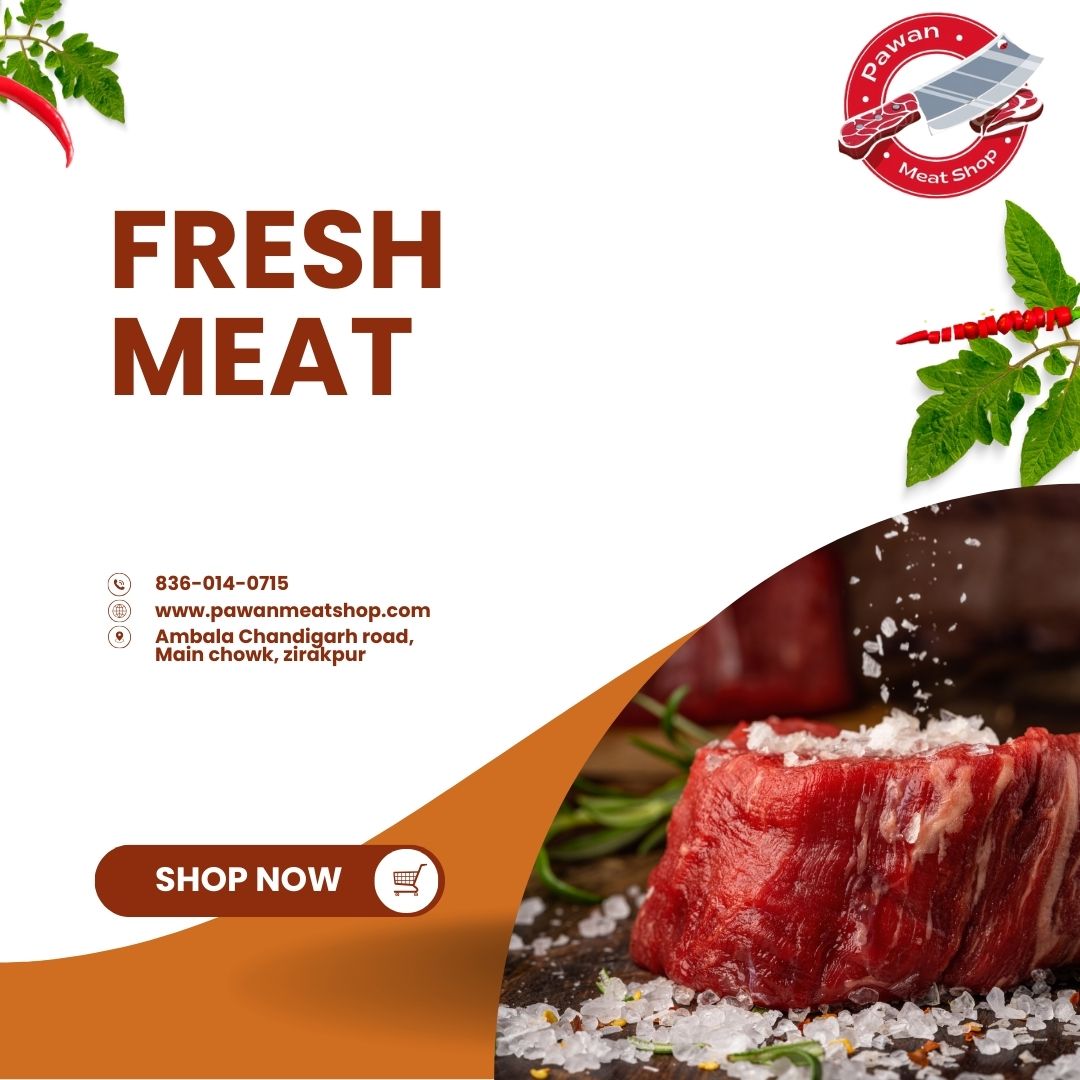 Pawan
Meat Shop
FRESH
MEAT
836-014-0715
www.pawanmeatshop.com
Ambala Chandigarh road,
Main chowk, zirakpur
SHOP NOW